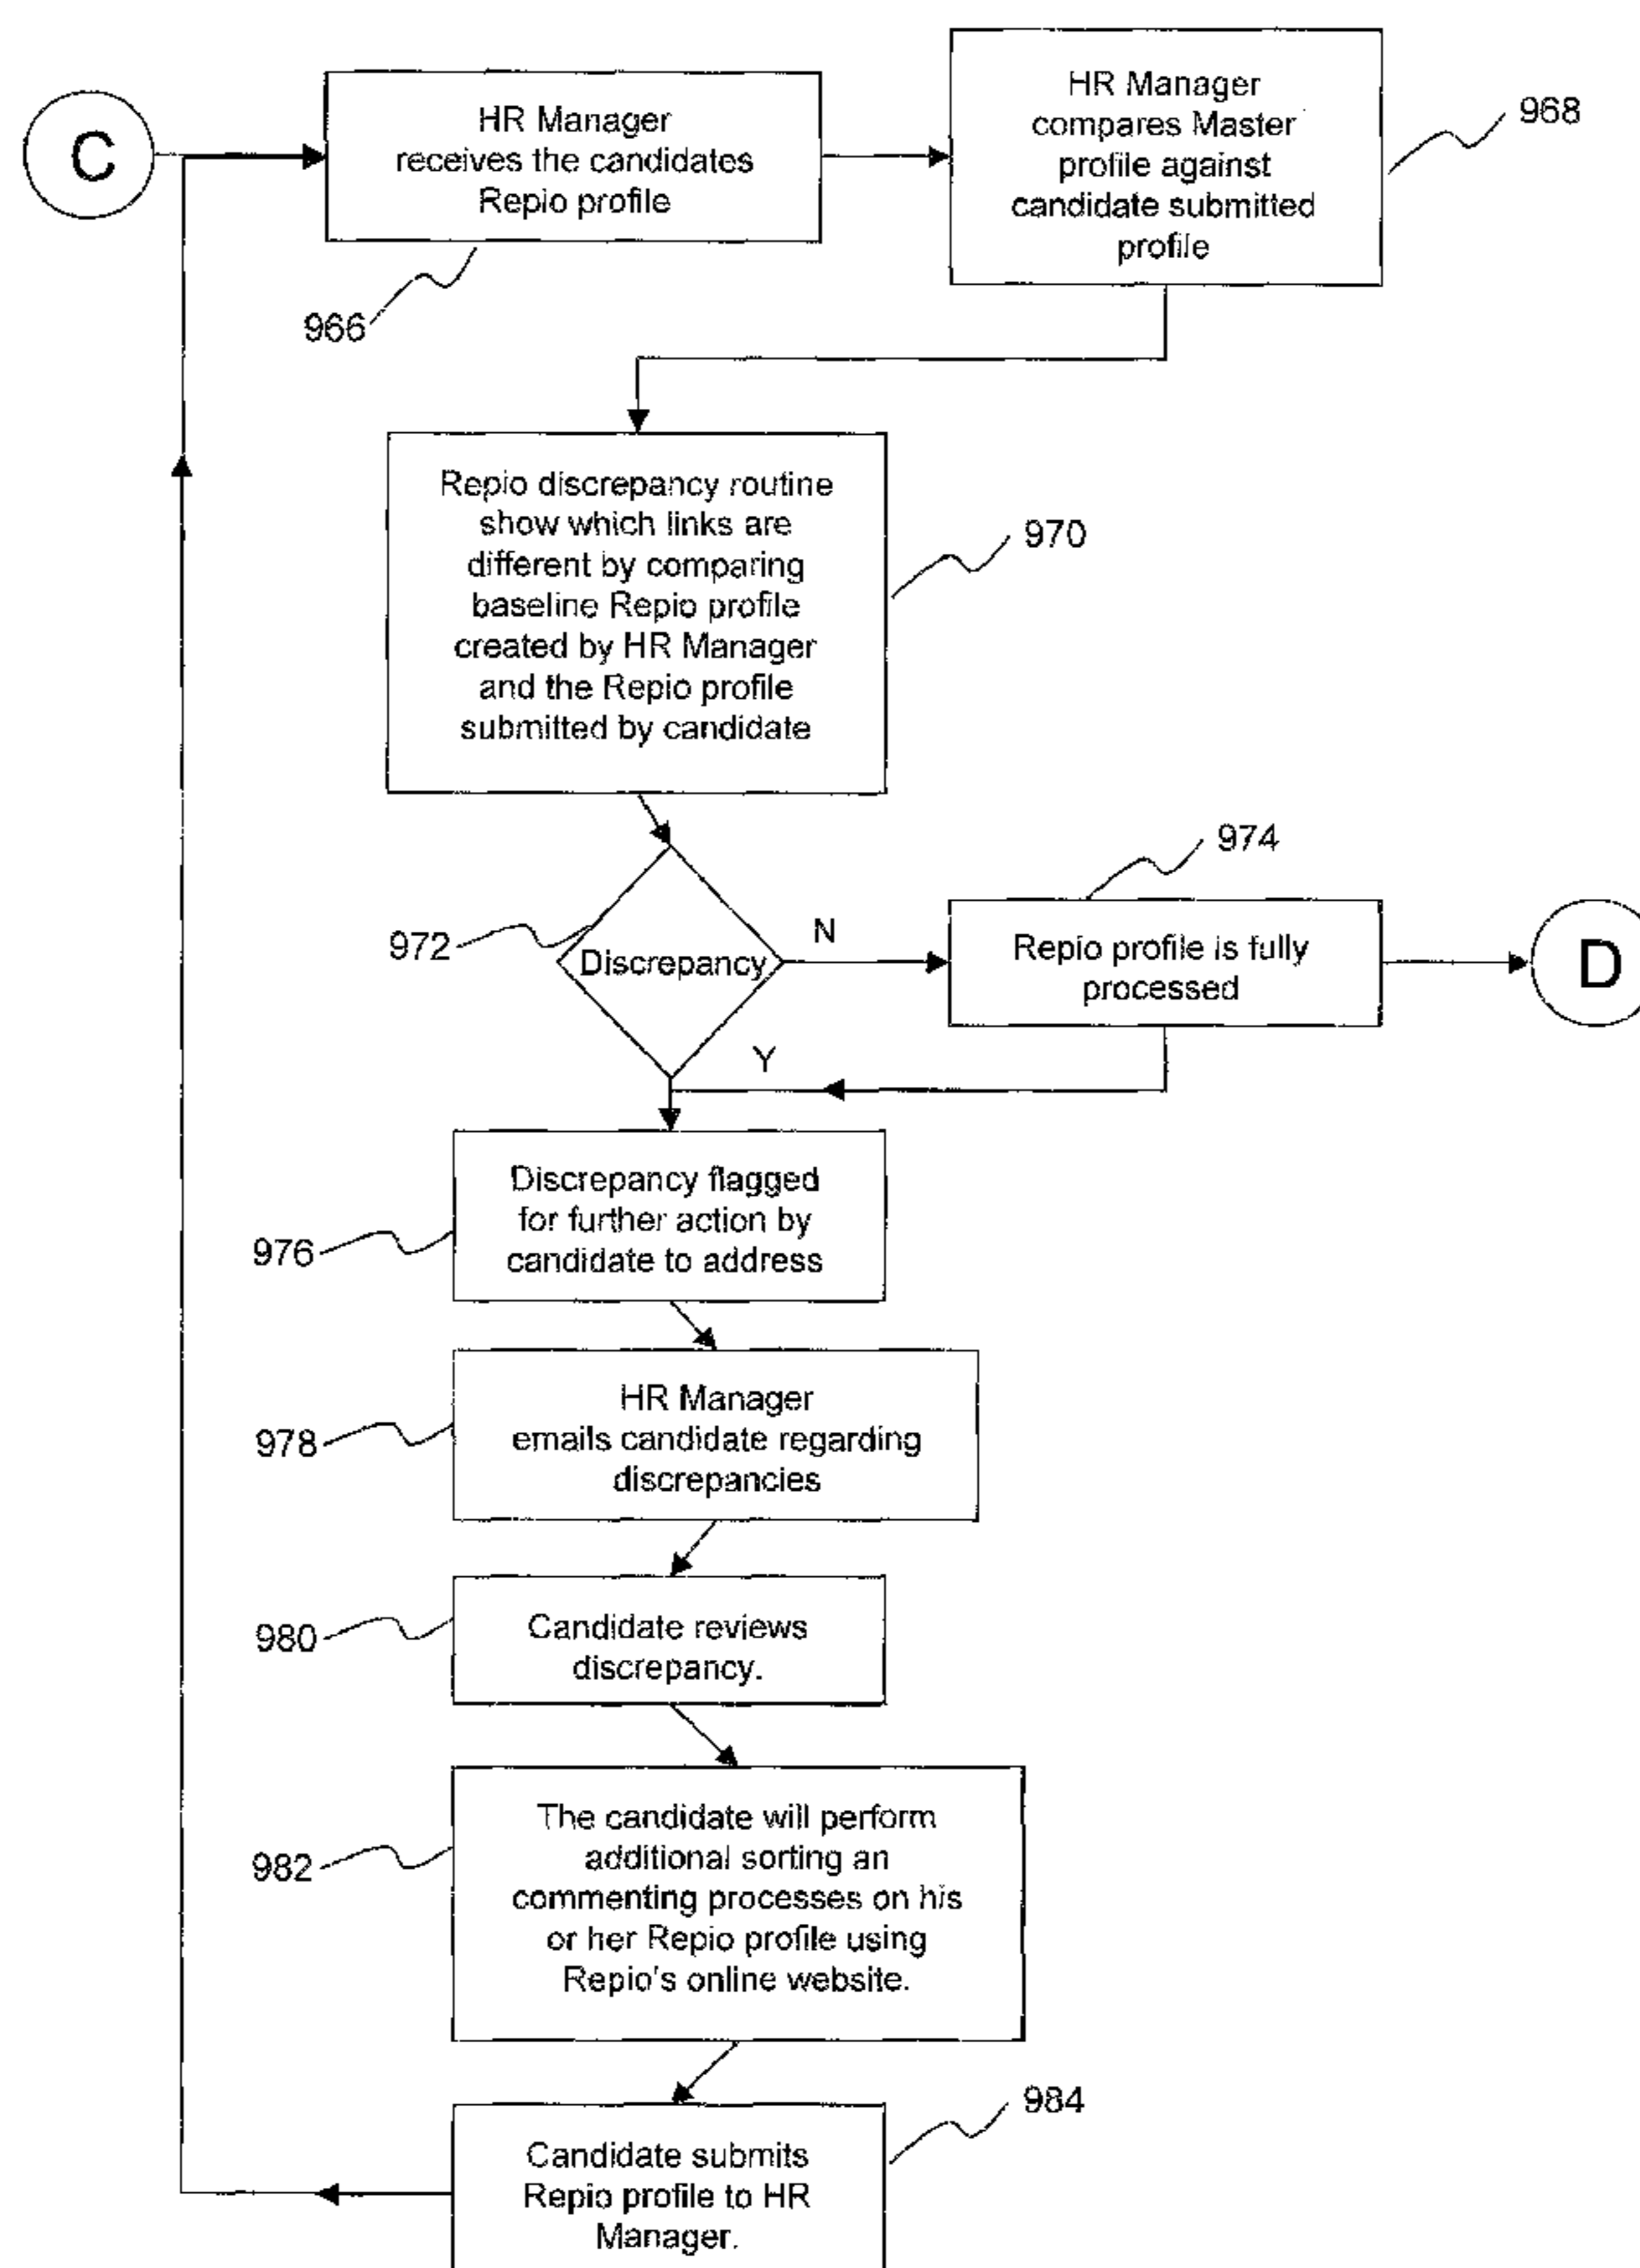 C
HR Manager
receives the candidates
Repio profile
966
HR Manager
compares Master
profile against
candidate submitted
profile
968
Repio discrepancy routine
show which links are
different by comparing
baseline Repio profile
created by HR Manager
and the Repio profile
submitted by candidate
970
972
Discrepancy
N
974
Repio profile is fully
processed
D
Y
Discrepancy flagged
for further action by
candidate to address
976
HR Manager
emails candidate regarding
discrepancies
978
Candidate reviews
discrepancy.
980
The candidate will perform
additional sorting an
commenting processes on his
or her Repio profile using
Repio's online website.
982
984
Candidate submits
Repio profile to HR
Manager.